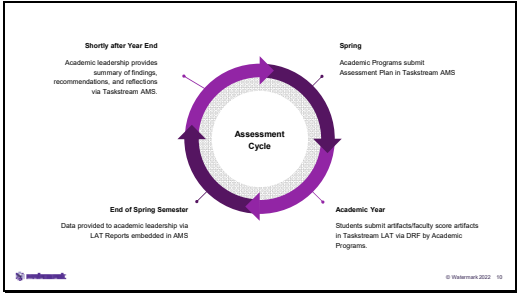 Shortly after Year End
Academic leadership provides
summary of findings,
recommendations, and reflections
via Taskstream AMS.
Spring
Academic Programs submit
Assessment Plan in Taskstream AMS
Assessment
Cycle
End of Spring Semester
Data provided to academic leadership via
LAT Reports embedded in AMS
Academic Year
Students submit artifacts/faculty score artifacts
in Taskstream LAT via DRF by Academic
Programs.
© Watermark 2022 10